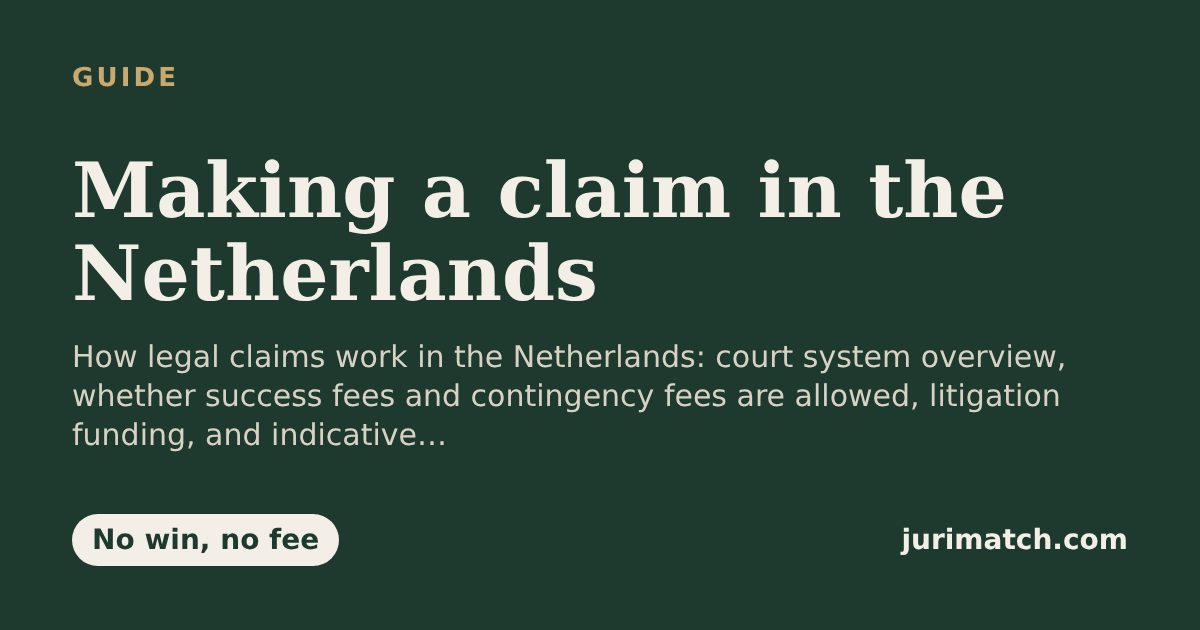 GUIDE
Making a claim in the
Netherlands
How legal claims work in the Netherlands: court system overview,
whether success fees and contingency fees are allowed, litigation
funding, and indicative…
No win, no fee
jurimatch.com